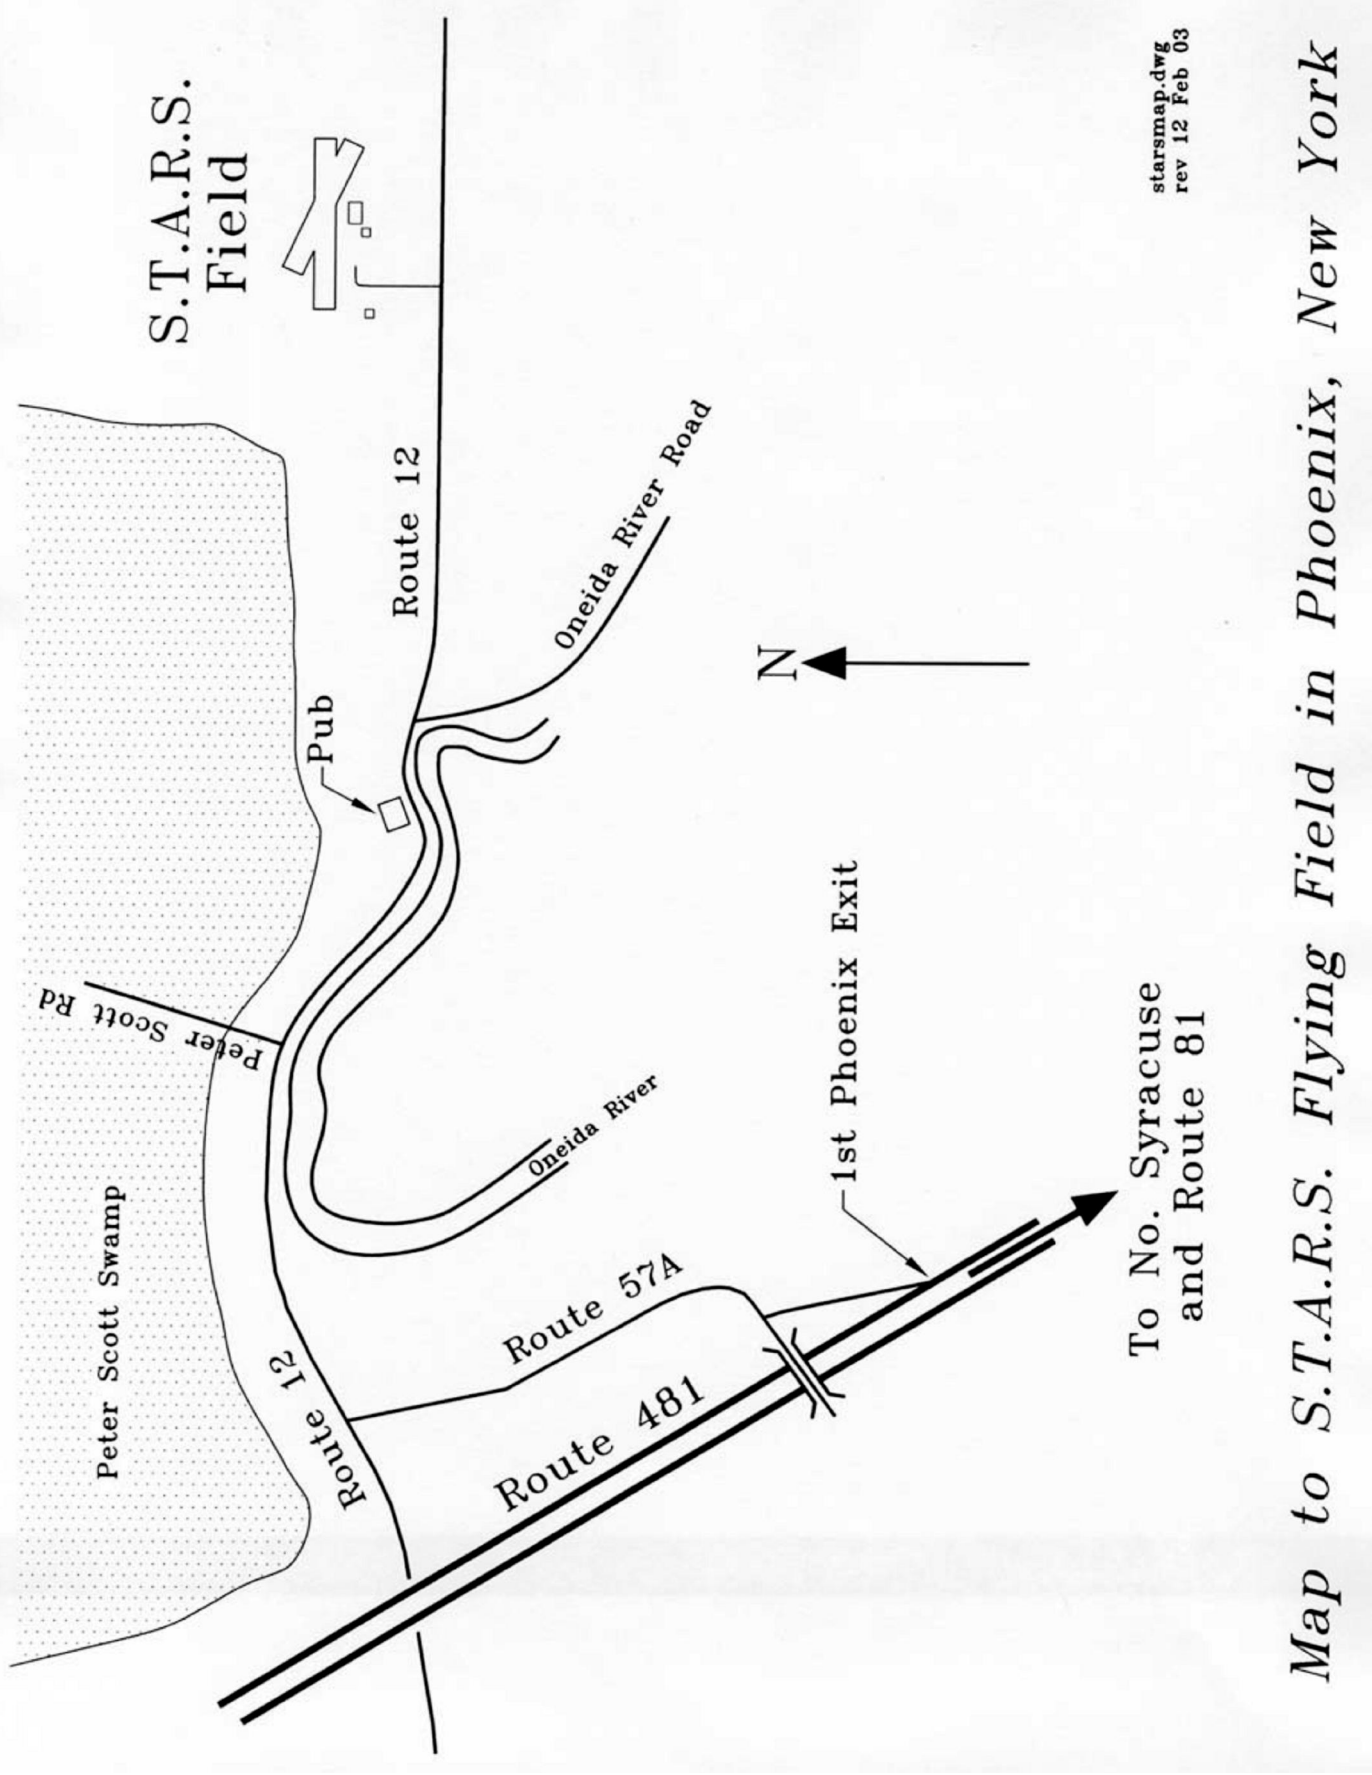 Peter Scott Swamp
Peter Scott Rd
S.T.A.R.S.
Field
Pub
Route 12
Route 12
Oneida River Road
Oneida River
Route 57A
Route 481
N
1st Phoenix Exit
To No. Syracuse
and Route 81
starsmap.dwg
rev 12 Feb 03
Map to S.T.A.R.S. Flying Field in Phoenix, New York